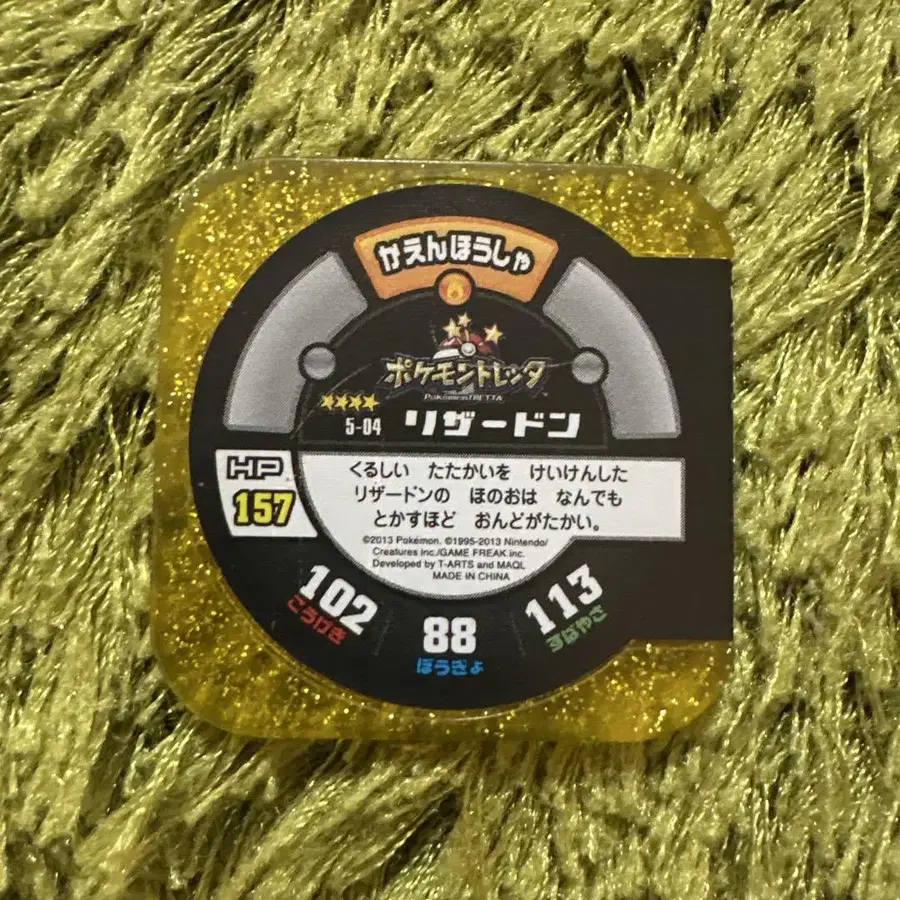 かえんほうしゃ
ポケモントレッタ
PokémonTRETTA
★★★★
5-04 リザードン
HP
157
くるしい たたかいを けいけんした
リザードンの ほのおは なんでも
とかすほど おんどがたかい。
©2013 Pokémon. ©1995-2013 Nintendo/
Creatures inc./GAME FREAK inc.
Developed by T-ARTS and MAQL
MADE IN CHINA
102
こうげき
88
ぼうぎょ
113
すばやさ